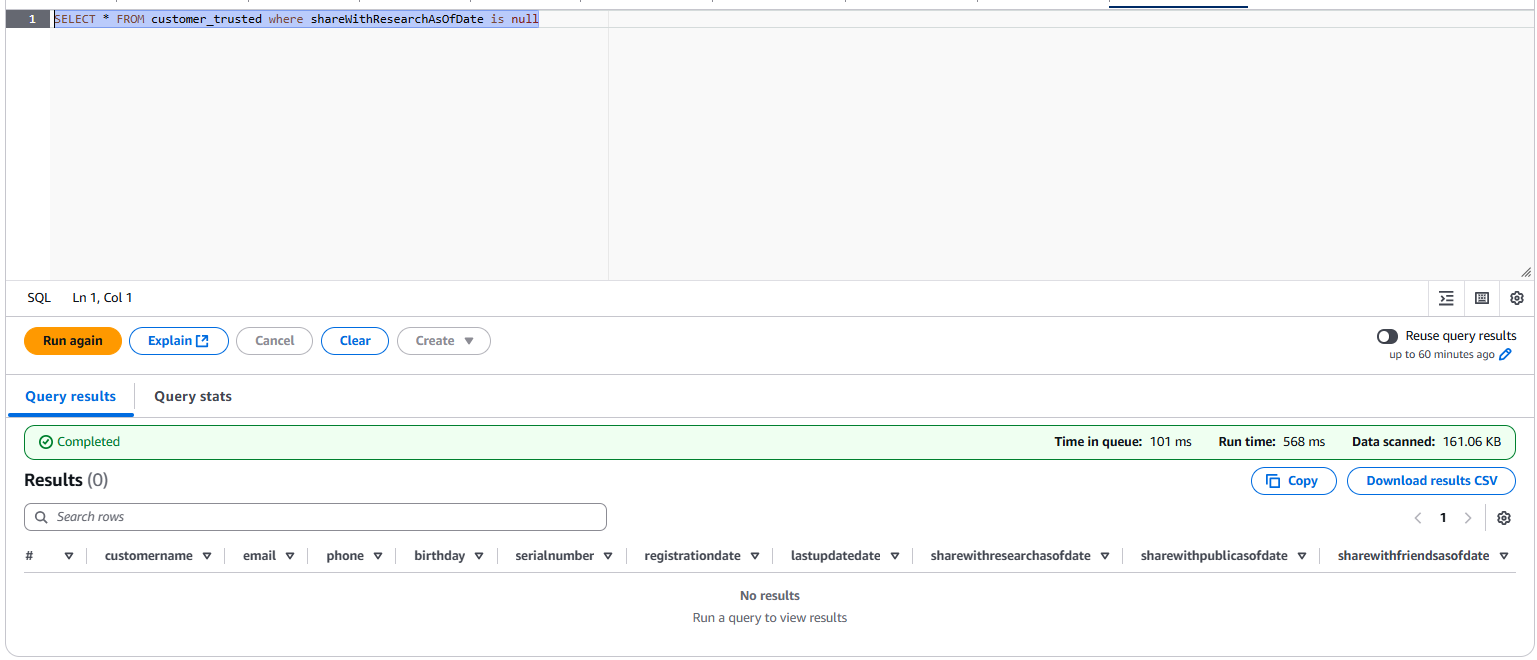 1 SELECT * FROM customer_trusted where shareWithResearchAsOfDate is null
SQL Ln 1, Col 1
Run again Explain Cancel Clear Create Reuse query results
up to 60 minutes ago
Query results Query stats
Completed Time in queue: 101 ms Run time: 568 ms Data scanned: 161.06 KB
Results (0) Copy Download results CSV
Search rows 1
# customername email phone birthday serialnumber registrationdate lastupdatedate sharewithresearchasofdate sharewithpublicasofdate sharewithfriendsasofdate
No results
Run a query to view results